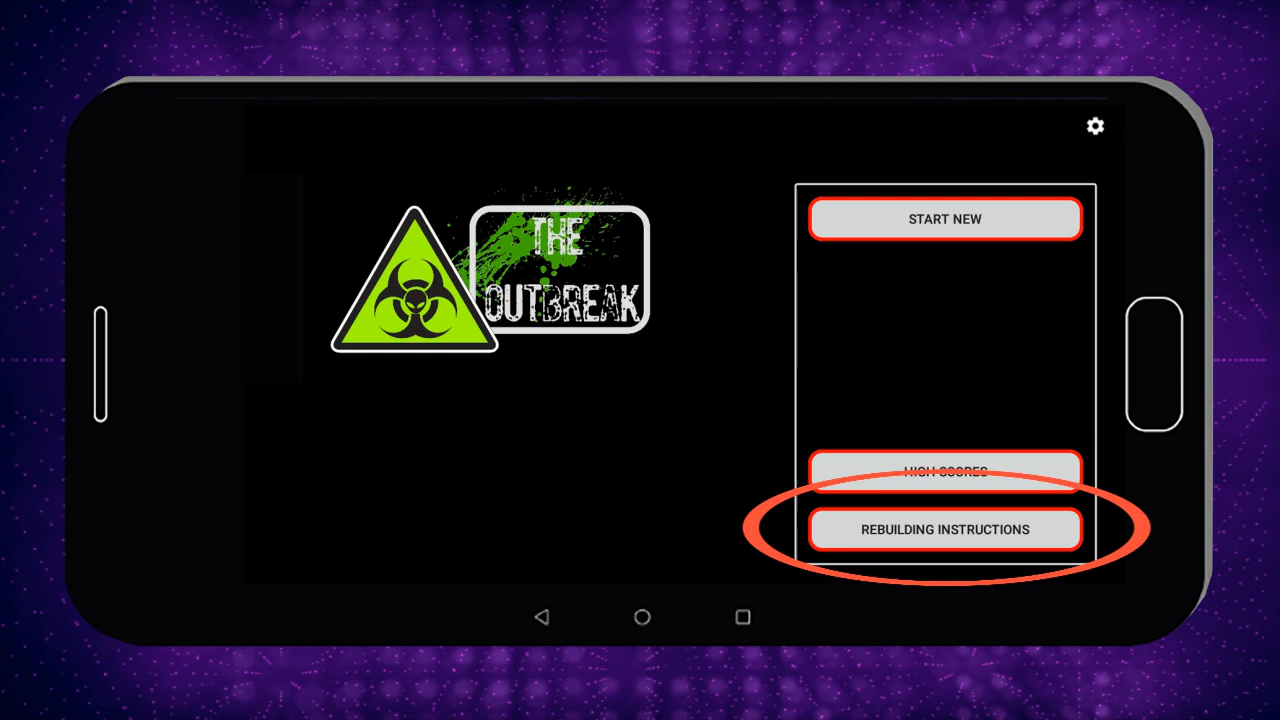 THE
OUTBREAK
START NEW
HIGH SCORES
REBUILDING INSTRUCTIONS